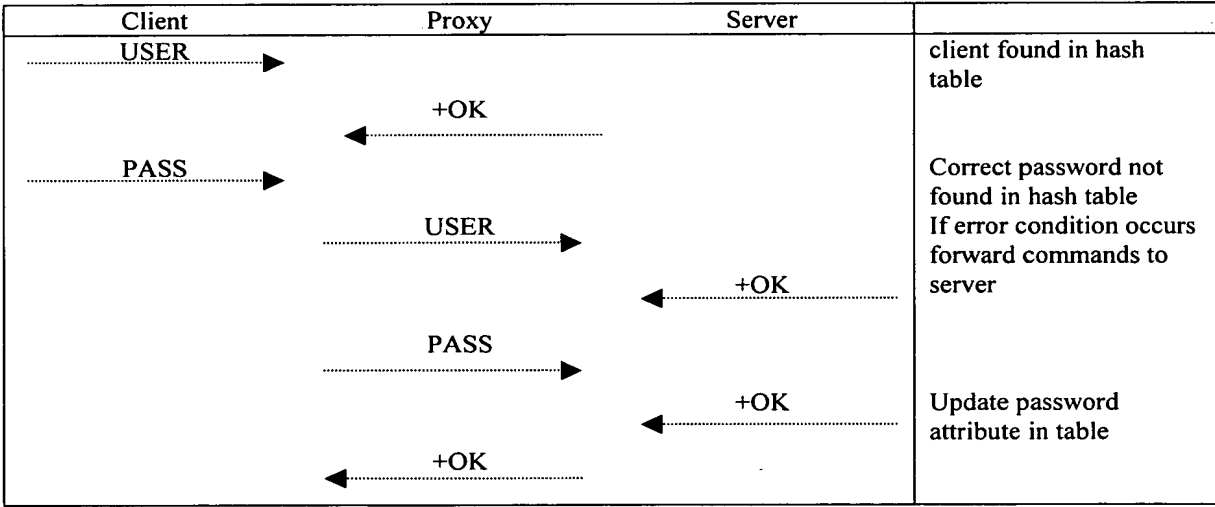 Client Proxy Server
USER
client found in hash
table
+OK
PASS
Correct password not
found in hash table
USER
If error condition occurs
forward commands to
server
+OK
PASS
+OK
Update password
attribute in table
+OK